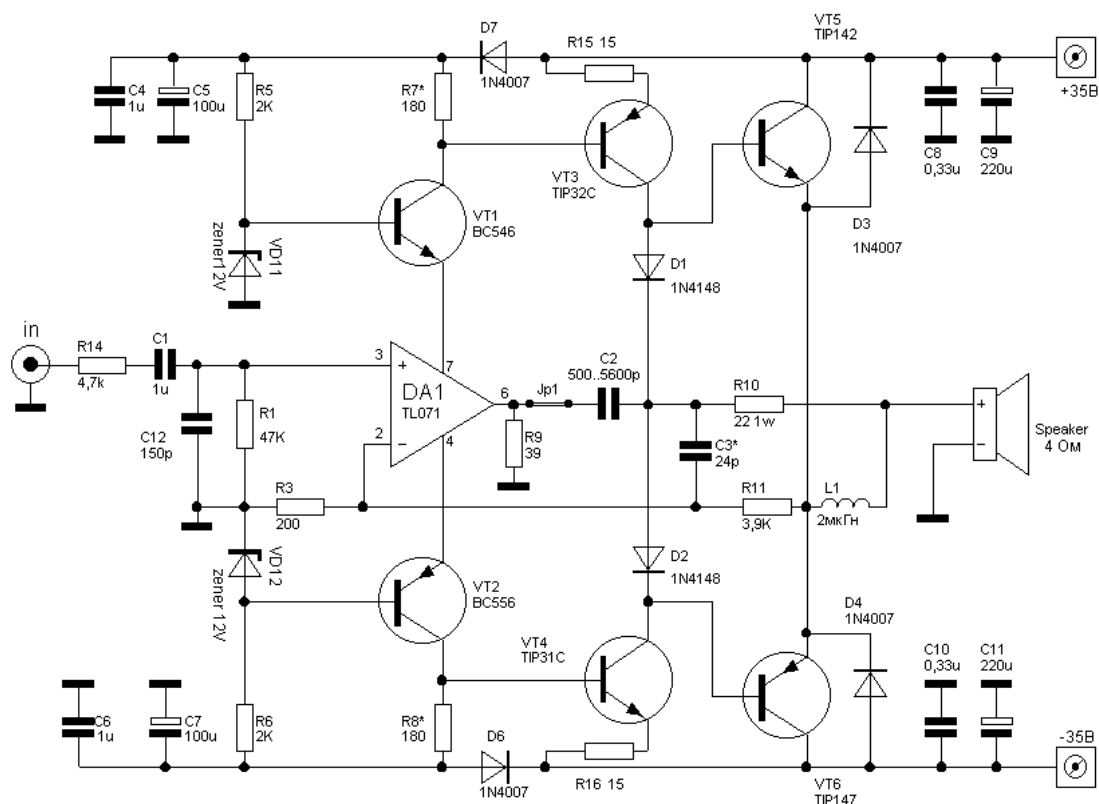 D7
1N4007
R15 15
VT5
TIP142
C4
1u
C5
100u
R5
2K
R7*
180
+35В
C8
0,33u
C9
220u
VT3
TIP32C
VT1
BC546
VD11
zener12V
D3
1N4007
D1
1N4148
in
R14
4,7k
C1
1u
3
+
7
DA1
TL071
6
Jp1
C2
500..5600p
R10
22 1w
+
−
Speaker
4 Ом
R1
47K
C12
150p
2
−
4
R9
39
C3*
24p
R3
200
R11
3,9K
L1
2мкГн
VD12
zener 12V
VT2
BC556
D2
1N4148
D4
1N4007
VT4
TIP31C
C10
0,33u
C11
220u
C6
1u
C7
100u
R6
2K
R8*
180
D6
1N4007
R16 15
VT6
TIP147
-35В